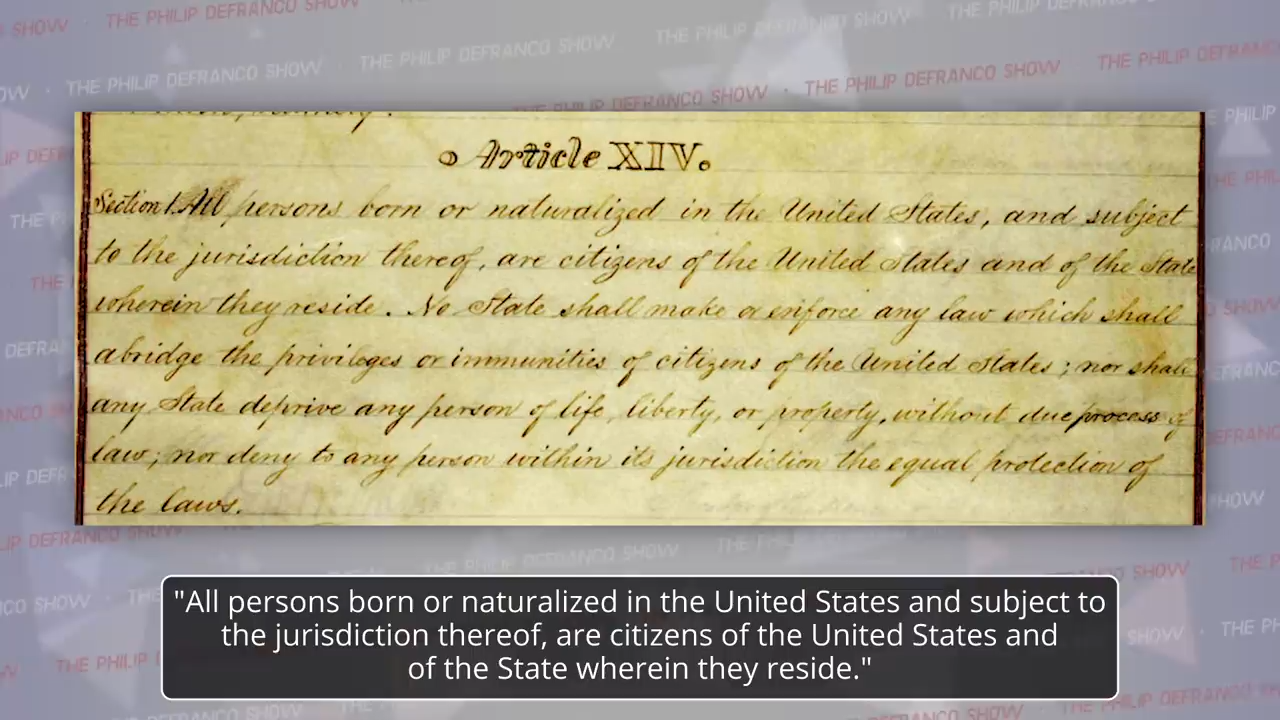 THE PHILIP DEFRANCO SHOW
Article XIV.
Section 1. All persons born or naturalized in the United States, and subject
to the jurisdiction thereof, are citizens of the United States and of the State
wherein they reside. No State shall make or enforce any law which shall
abridge the privileges or immunities of citizens of the United States; nor shall
any State deprive any person of life, liberty, or property, without due process of
law; nor deny to any person within its jurisdiction the equal protection of
the laws.
"All persons born or naturalized in the United States and subject to
the jurisdiction thereof, are citizens of the United States and
of the State wherein they reside."